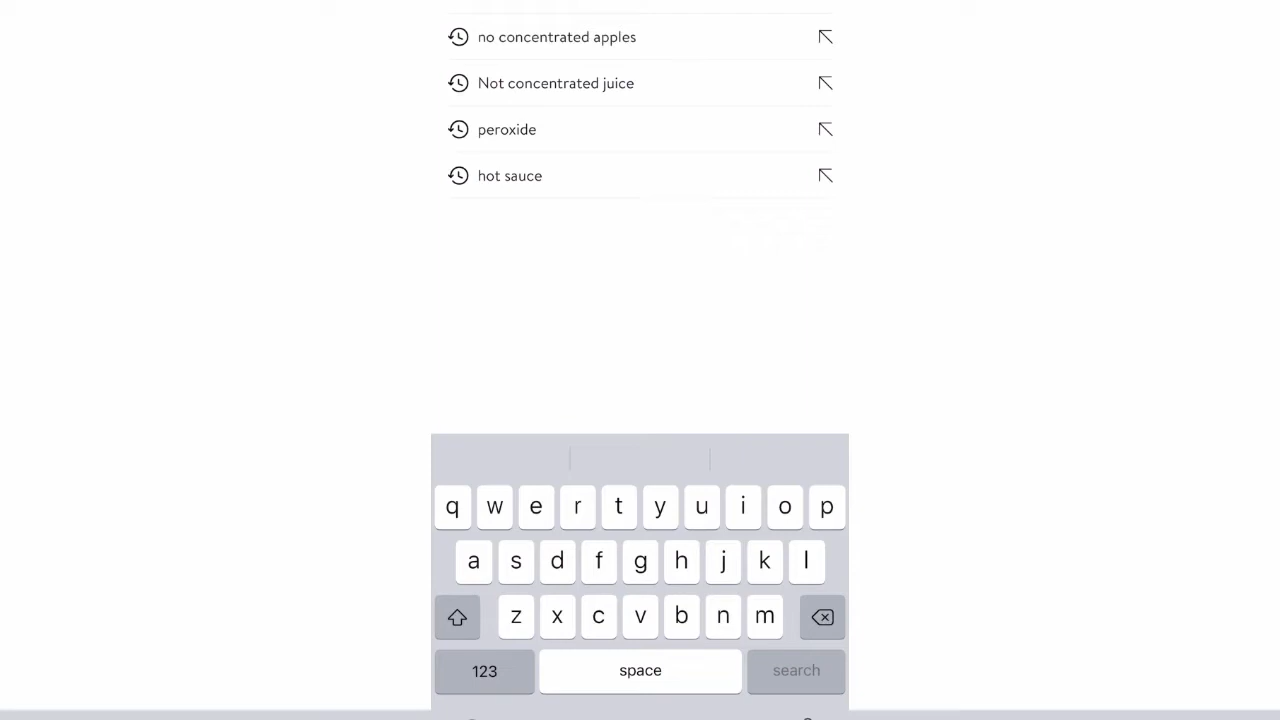 no concentrated apples
Not concentrated juice
peroxide
hot sauce
q w e r t y u i o p
a s d f g h j k l
z x c v b n m
123 space search